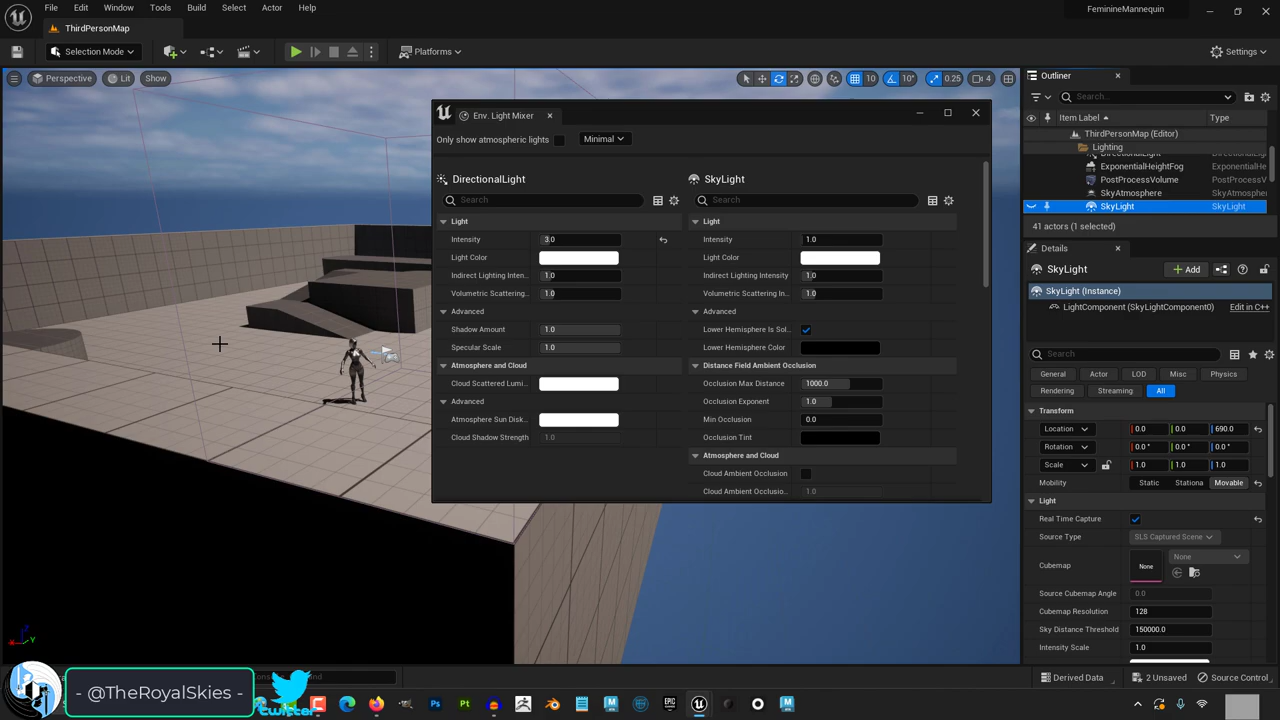 File Edit Window Tools Build Select Actor Help
FeminineMannequin
ThirdPersonMap
Selection Mode
Platforms
Settings
Perspective Lit Show
10 10° 0.25 4
Env. Light Mixer
Only show atmospheric lights
Minimal
DirectionalLight
Search
Light
Intensity 3.0
Light Color
Indirect Lighting Inten... 1.0
Volumetric Scattering... 1.0
Advanced
Shadow Amount 1.0
Specular Scale 1.0
Atmosphere and Cloud
Cloud Scattered Lumi...
Advanced
Atmosphere Sun Disk...
Cloud Shadow Strength 1.0
SkyLight
Search
Light
Intensity 1.0
Light Color
Indirect Lighting Intensity 1.0
Volumetric Scattering In... 1.0
Advanced
Lower Hemisphere Is Sol...
Lower Hemisphere Color
Distance Field Ambient Occlusion
Occlusion Max Distance 1000.0
Occlusion Exponent 1.0
Min Occlusion 0.0
Occlusion Tint
Atmosphere and Cloud
Cloud Ambient Occlusion
Cloud Ambient Occlusio... 1.0
Outliner
Search...
Item Label Type
ThirdPersonMap (Editor)
Lighting
ExponentialHeightFog ExponentialHe
PostProcessVolume PostProcessV
SkyAtmosphere SkyAtmosphe
SkyLight SkyLight
41 actors (1 selected)
Details
SkyLight
Add
SkyLight (Instance)
LightComponent (SkyLightComponent0) Edit in C++
Search
General Actor LOD Misc Physics
Rendering Streaming All
Transform
Location 0.0 0.0 690.0
Rotation 0.0 ° 0.0 ° 0.0 °
Scale 1.0 1.0 1.0
Mobility Static Stationa Movable
Light
Real Time Capture
Source Type SLS Captured Scene
Cubemap None None
Source Cubemap Angle 0.0
Cubemap Resolution 128
Sky Distance Threshold 150000.0
Intensity Scale 1.0
Derived Data 2 Unsaved Source Control
- @TheRoyalSkies -
twitter